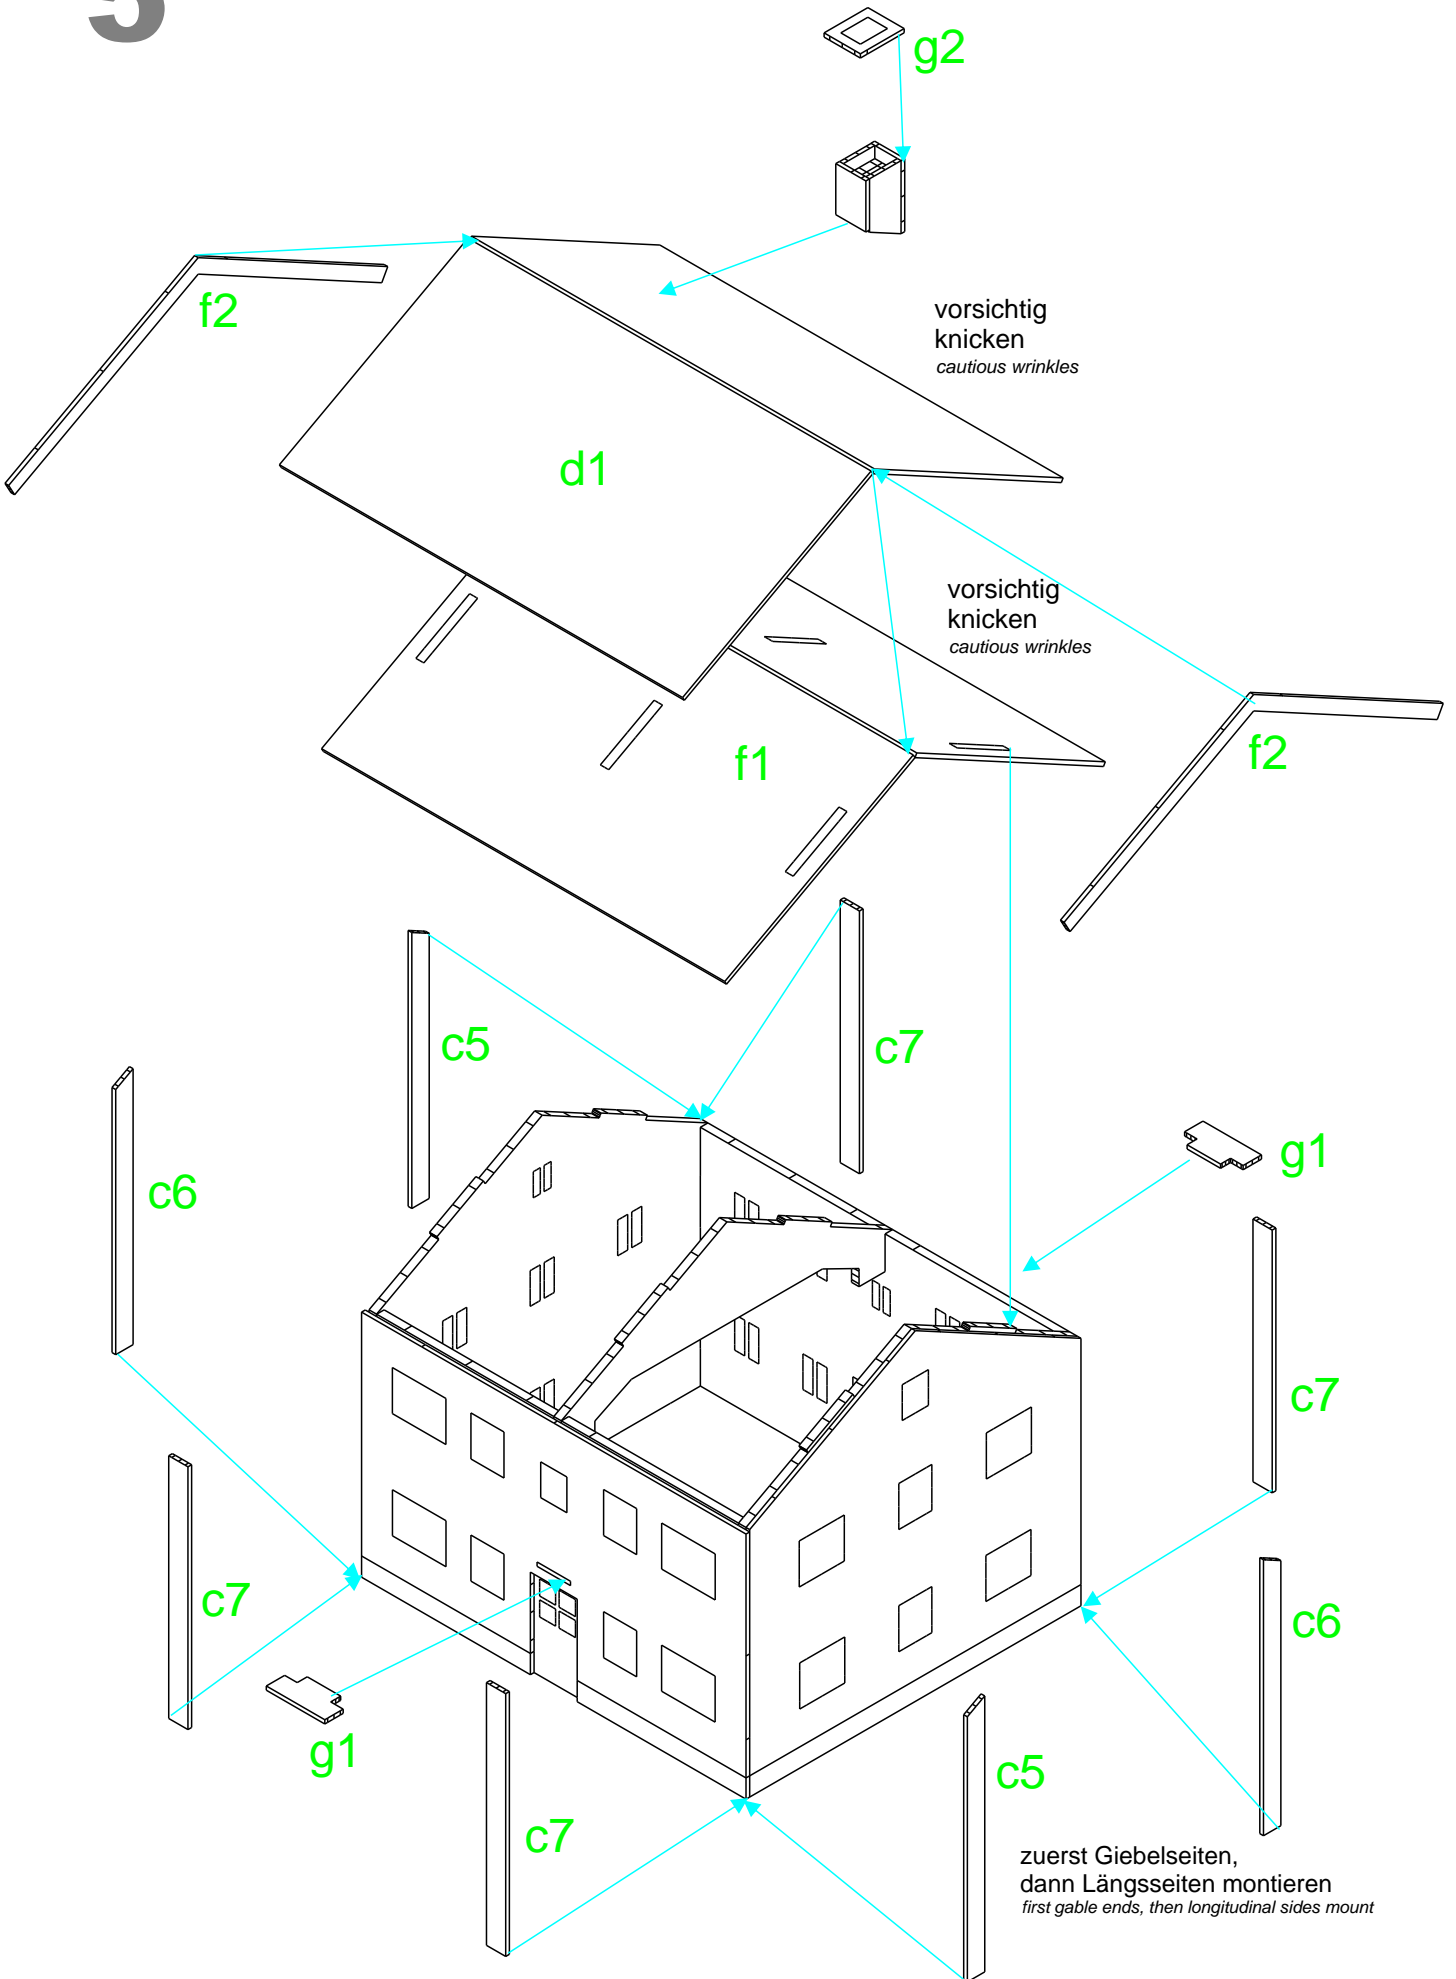 5
g2
f2
vorsichtig
knicken
cautious wrinkles
d1
vorsichtig
knicken
cautious wrinkles
f1
f2
c5
c7
c6
g1
c7
c7
c6
g1
c5
c7
zuerst Giebelseiten,
dann Längsseiten montieren
first gable ends, then longitudinal sides mount